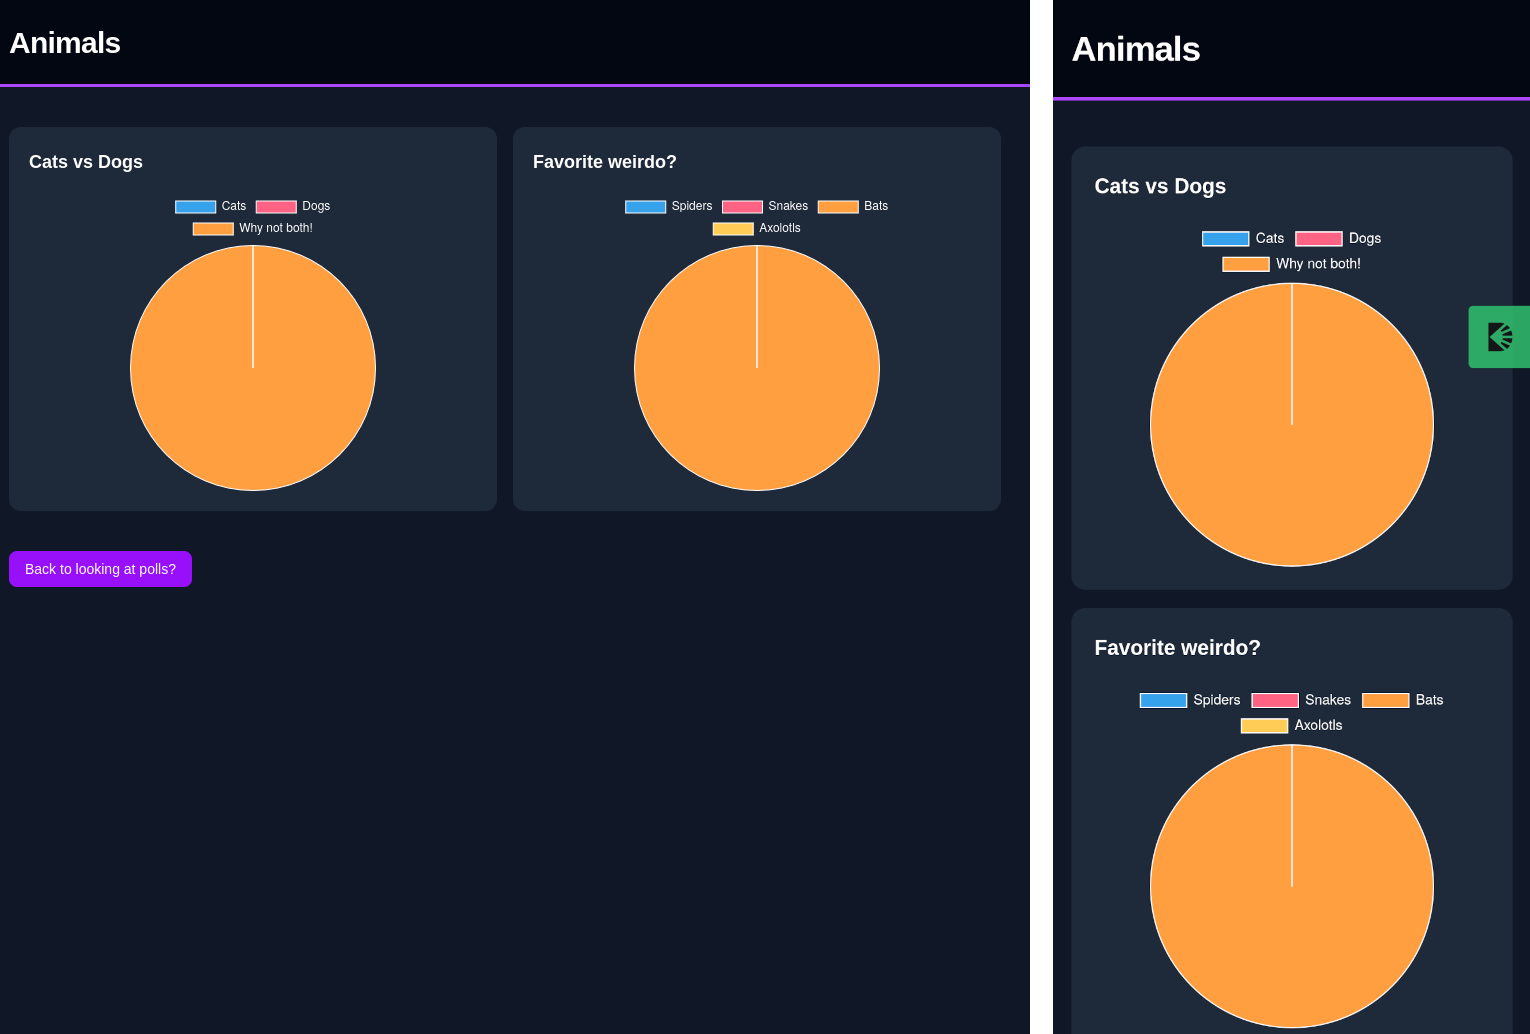 Animals
Cats vs Dogs
Cats Dogs
Why not both!
Favorite weirdo?
Spiders Snakes Bats
Axolotls
Back to looking at polls?
Animals
Cats vs Dogs
Cats Dogs
Why not both!
Favorite weirdo?
Spiders Snakes Bats
Axolotls